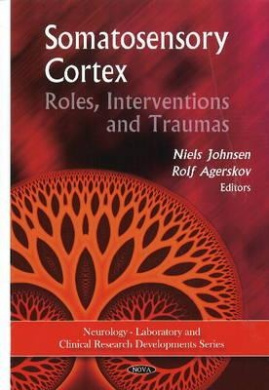 Somatosensory
Cortex
Roles, Interventions
and Traumas
Niels Johnsen
Rolf Agerskov
Editors
Neurology - Laboratory and
Clinical Research Developments Series
NOVA